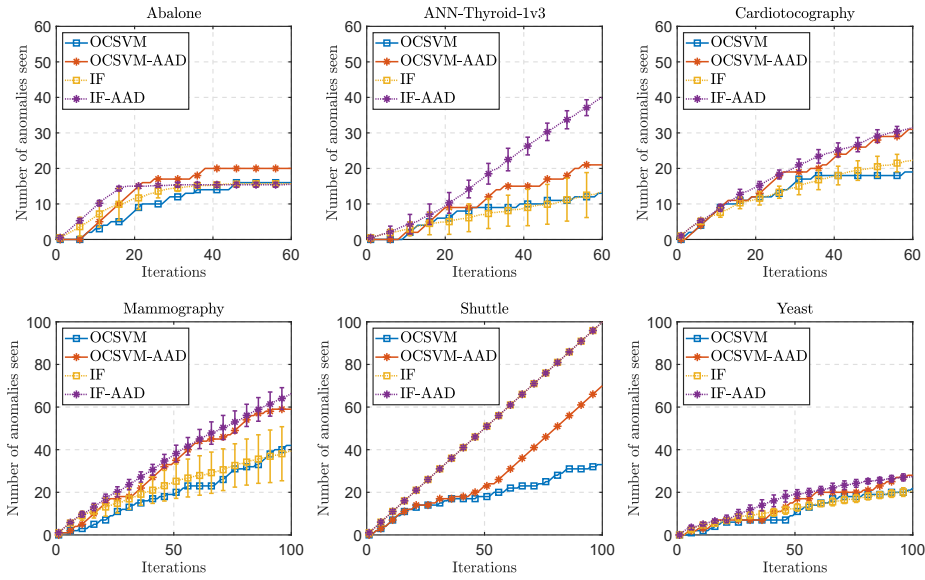 Abalone
Number of anomalies seen
60
50
40
30
20
10
0
OCSVM
OCSVM-AAD
IF
IF-AAD
0 20 40 60
Iterations
ANN-Thyroid-1v3
Number of anomalies seen
60
50
40
30
20
10
0
OCSVM
OCSVM-AAD
IF
IF-AAD
0 20 40 60
Iterations
Cardiotocography
Number of anomalies seen
60
50
40
30
20
10
0
OCSVM
OCSVM-AAD
IF
IF-AAD
0 20 40 60
Iterations
Mammography
Number of anomalies seen
100
80
60
40
20
0
OCSVM
OCSVM-AAD
IF
IF-AAD
0 50 100
Iterations
Shuttle
Number of anomalies seen
100
80
60
40
20
0
OCSVM
OCSVM-AAD
IF
IF-AAD
0 50 100
Iterations
Yeast
Number of anomalies seen
100
80
60
40
20
0
OCSVM
OCSVM-AAD
IF
IF-AAD
0 50 100
Iterations